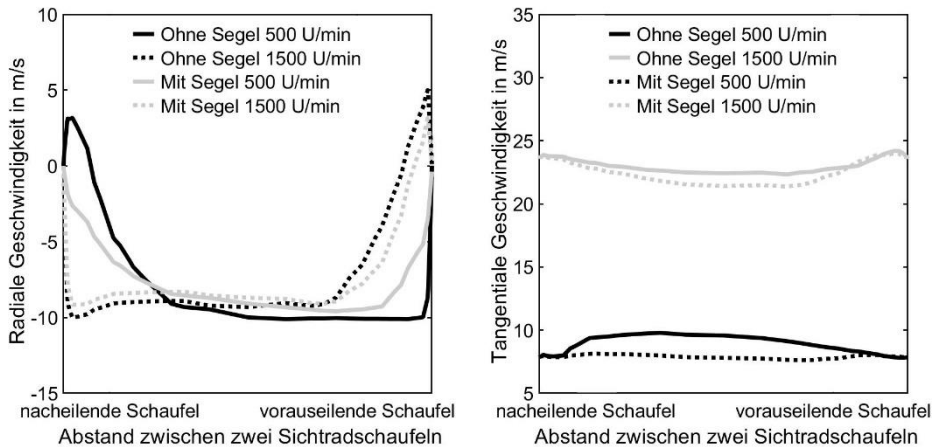 Radiale Geschwindigkeit in m/s
10
5
0
-5
-10
-15
Ohne Segel 500 U/min
Ohne Segel 1500 U/min
Mit Segel 500 U/min
Mit Segel 1500 U/min
nacheilende Schaufel
vorauseilende Schaufel
Abstand zwischen zwei Sichtradschaufeln
Tangentiale Geschwindigkeit in m/s
35
30
25
20
15
10
5
Ohne Segel 500 U/min
Ohne Segel 1500 U/min
Mit Segel 500 U/min
Mit Segel 1500 U/min
nacheilende Schaufel
vorauseilende Schaufel
Abstand zwischen zwei Sichtradschaufeln